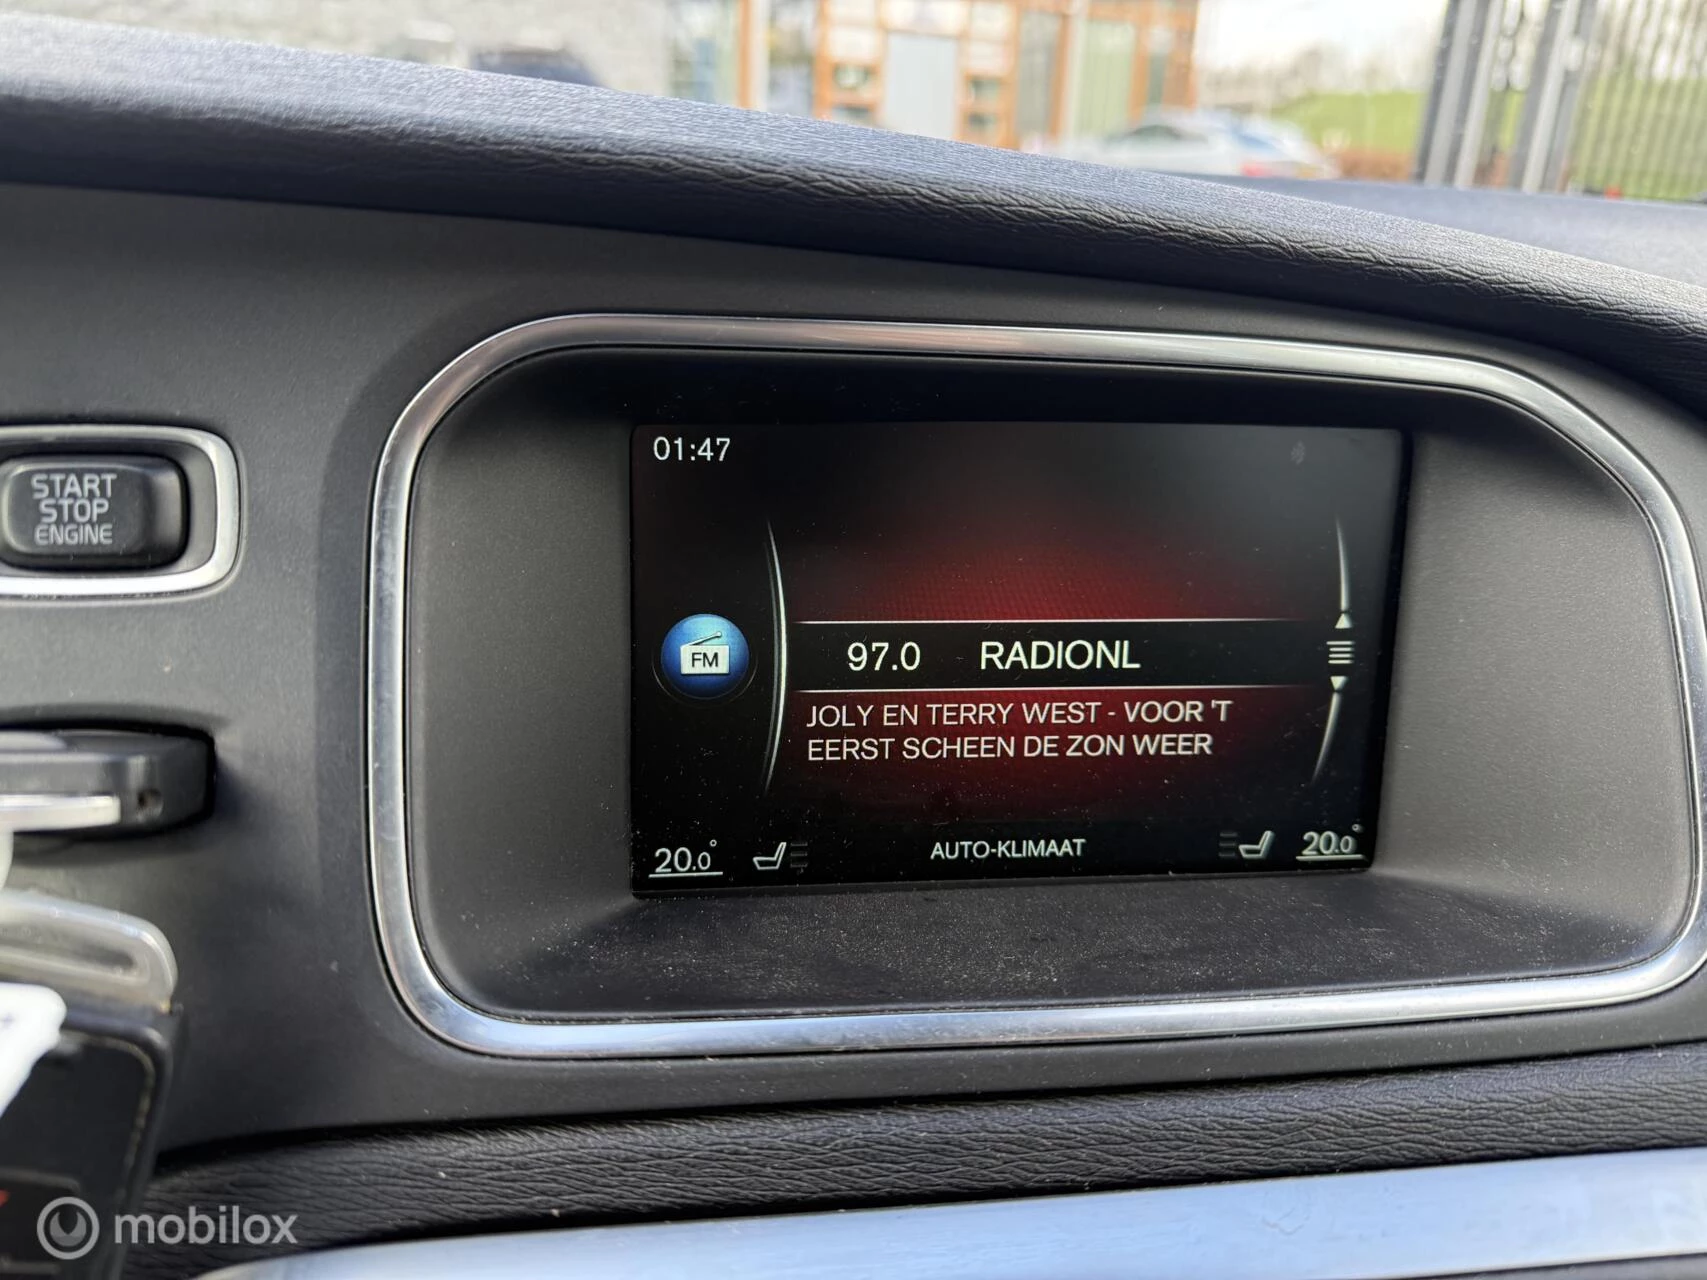 01:47
START
STOP
ENGINE
FM
97.0 RADIONL
JOLY EN TERRY WEST - VOOR 'T
EERST SCHEEN DE ZON WEER
20.0° AUTO-KLIMAAT 20.0°
mobilox